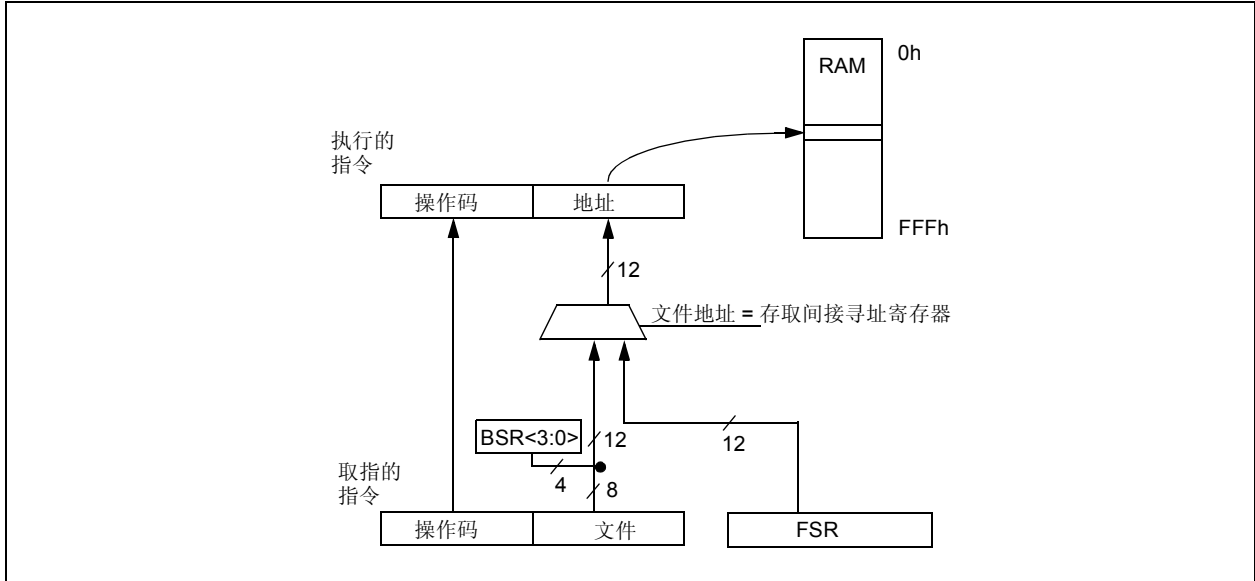 RAM
0h
执行的
指令
操作码
地址
FFFh
12
文件地址 = 存取间接寻址寄存器
BSR<3:0>
12
12
4
8
取指的
指令
操作码
文件
FSR